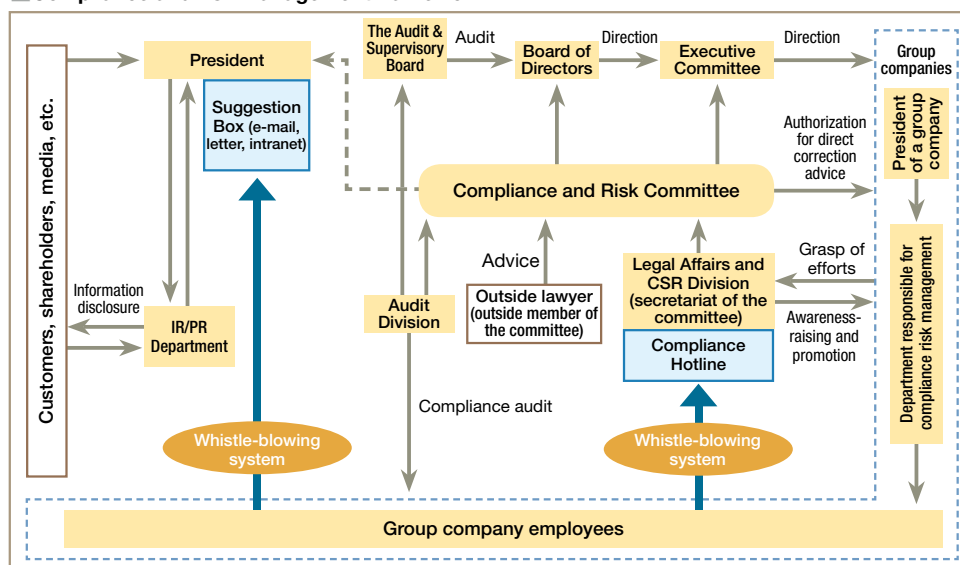 Customers, shareholders, media, etc.
President
Suggestion
Box (e-mail,
letter, intranet)
Information
disclosure
IR/PR
Department
Whistle-blowing
system
The Audit &
Supervisory
Board
Audit
Board of
Directors
Direction
Executive
Committee
Direction
Group
companies
President
of a group
company
Authorization
for direct
correction
advice
Compliance and Risk Committee
Advice
Audit
Division
Outside lawyer
(outside member of
the committee)
Legal Affairs and
CSR Division
(secretariat of the
committee)
Compliance
Hotline
Grasp of
efforts
Awareness-
raising and
promotion
Department responsible for
compliance risk management
Compliance audit
Whistle-blowing
system
Group company employees